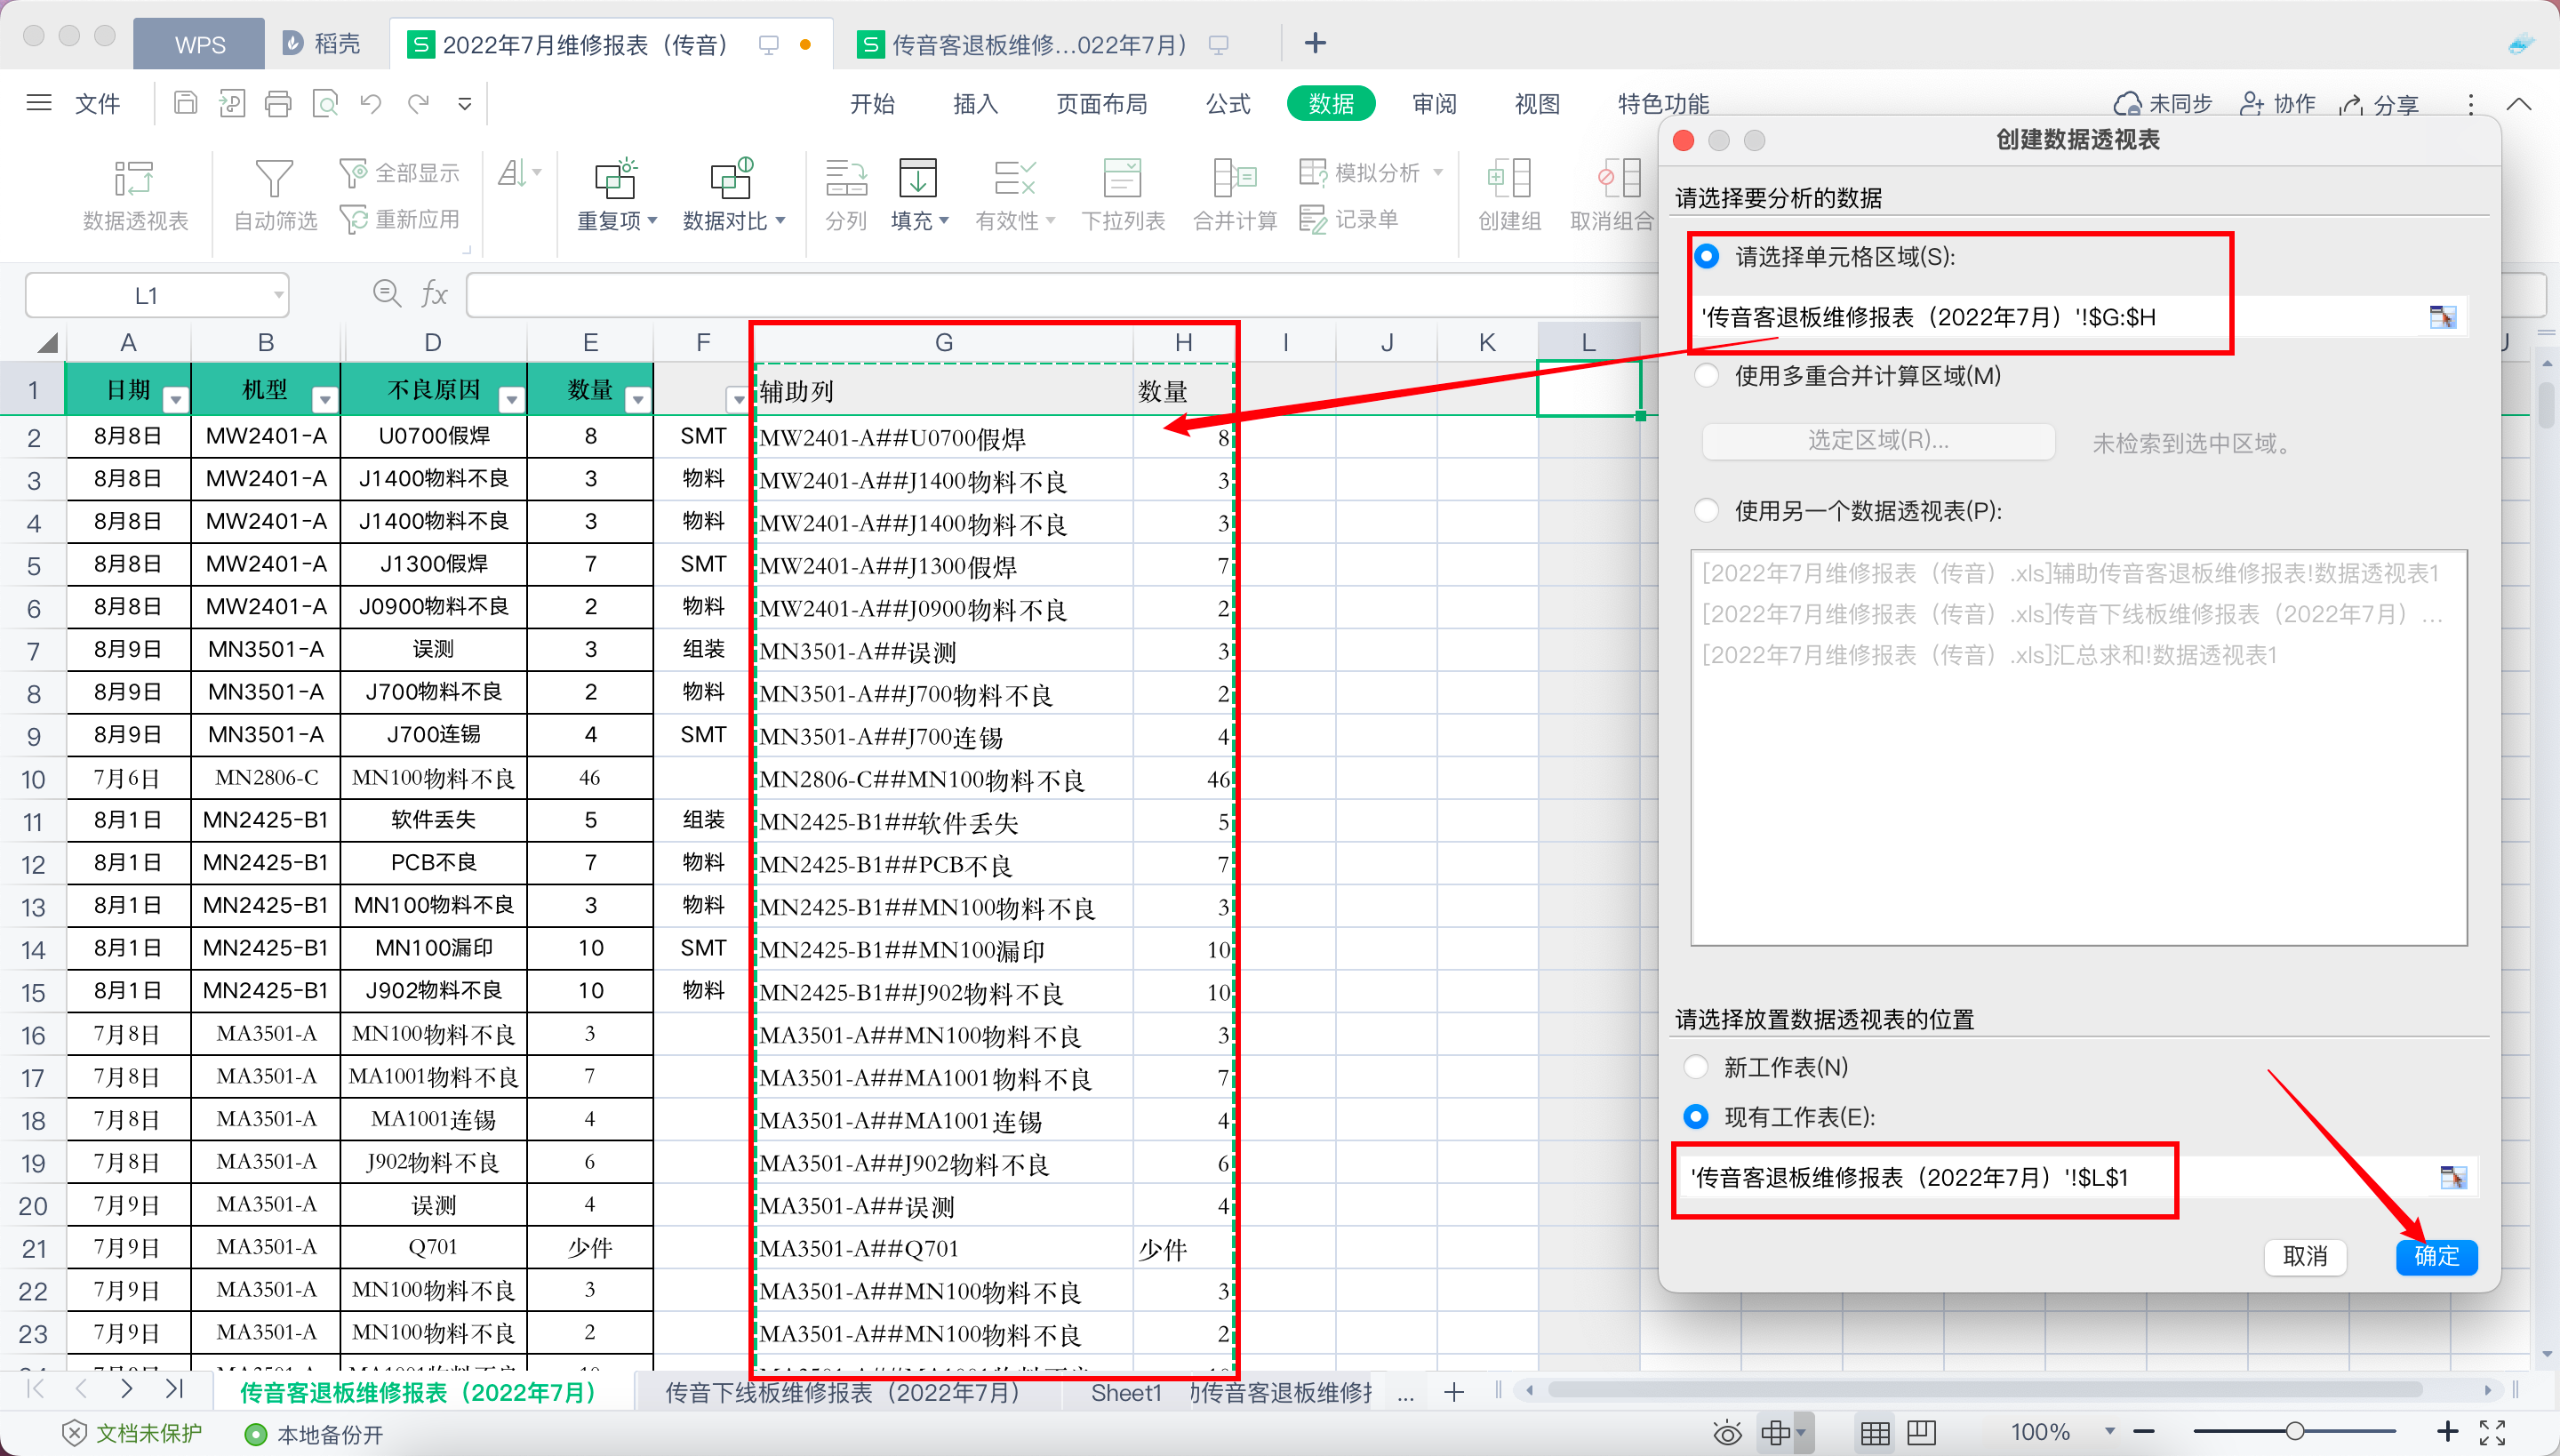 WPS 稻壳 S 2022年7月维修报表（传音） S 传音客退板维修...022年7月） +
文件 开始 插入 页面布局 公式 数据 审阅 视图 特色功能 未同步 协作 分享
数据透视表 自动筛选 全部显示 重新应用 重复项 数据对比 分列 填充 有效性 下拉列表 合并计算 模拟分析 记录单 创建组 取消组合
L1 fx
A B D E F G H I J K L
1 日期 机型 不良原因 数量 辅助列 数量
2 8月8日 MW2401-A U0700假焊 8 SMT MW2401-A##U0700假焊 8
3 8月8日 MW2401-A J1400物料不良 3 物料 MW2401-A##J1400物料不良 3
4 8月8日 MW2401-A J1400物料不良 3 物料 MW2401-A##J1400物料不良 3
5 8月8日 MW2401-A J1300假焊 7 SMT MW2401-A##J1300假焊 7
6 8月8日 MW2401-A J0900物料不良 2 物料 MW2401-A##J0900物料不良 2
7 8月9日 MN3501-A 误测 3 组装 MN3501-A##误测 3
8 8月9日 MN3501-A J700物料不良 2 物料 MN3501-A##J700物料不良 2
9 8月9日 MN3501-A J700连锡 4 SMT MN3501-A##J700连锡 4
10 7月6日 MN2806-C MN100物料不良 46 MN2806-C##MN100物料不良 46
11 8月1日 MN2425-B1 软件丢失 5 组装 MN2425-B1##软件丢失 5
12 8月1日 MN2425-B1 PCB不良 7 物料 MN2425-B1##PCB不良 7
13 8月1日 MN2425-B1 MN100物料不良 3 物料 MN2425-B1##MN100物料不良 3
14 8月1日 MN2425-B1 MN100漏印 10 SMT MN2425-B1##MN100漏印 10
15 8月1日 MN2425-B1 J902物料不良 10 物料 MN2425-B1##J902物料不良 10
16 7月8日 MA3501-A MN100物料不良 3 MA3501-A##MN100物料不良 3
17 7月8日 MA3501-A MA1001物料不良 7 MA3501-A##MA1001物料不良 7
18 7月8日 MA3501-A MA1001连锡 4 MA3501-A##MA1001连锡 4
19 7月8日 MA3501-A J902物料不良 6 MA3501-A##J902物料不良 6
20 7月9日 MA3501-A 误测 4 MA3501-A##误测 4
21 7月9日 MA3501-A Q701 少件 MA3501-A##Q701 少件
22 7月9日 MA3501-A MN100物料不良 3 MA3501-A##MN100物料不良 3
23 7月9日 MA3501-A MN100物料不良 2 MA3501-A##MN100物料不良 2
创建数据透视表
请选择要分析的数据
请选择单元格区域(S):
'传音客退板维修报表（2022年7月）'!$G:$H
使用多重合并计算区域(M)
选定区域(R)... 未检索到选中区域。
使用另一个数据透视表(P):
[2022年7月维修报表（传音）.xls]辅助传音客退板维修报表!数据透视表1
[2022年7月维修报表（传音）.xls]传音下线板维修报表（2022年7月）...
[2022年7月维修报表（传音）.xls]汇总求和!数据透视表1
请选择放置数据透视表的位置
新工作表(N)
现有工作表(E):
'传音客退板维修报表（2022年7月）'!$L$1
取消 确定
传音客退板维修报表（2022年7月） 传音下线板维修报表（2022年7月） Sheet1 传音客退板维修 ... +
文档未保护 本地备份开 100%